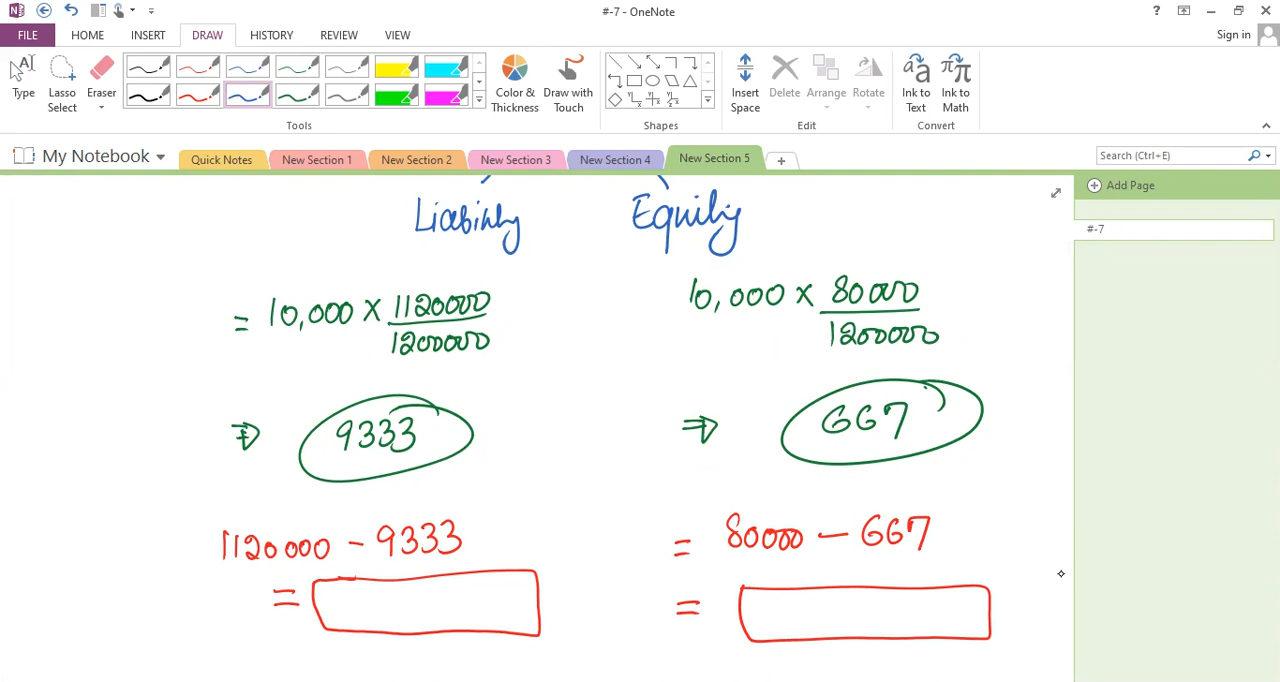 #-7 - OneNote
?
Sign in
FILE HOME INSERT DRAW HISTORY REVIEW VIEW
Type
Lasso Select
Eraser
Color & Thickness
Draw with Touch
Insert Space
Delete
Arrange
Rotate
Ink to Text
Ink to Math
Tools
Shapes
Edit
Convert
My Notebook
Quick Notes
New Section 1
New Section 2
New Section 3
New Section 4
New Section 5
Search (Ctrl+E)
Add Page
#-7
Liability Equity
= 10,000 × 1120000 / 1200000
10,000 × 80000 / 1200000
⇒ 9333
⇒ 667
1120000 - 9333
= 80000 - 667
=
=